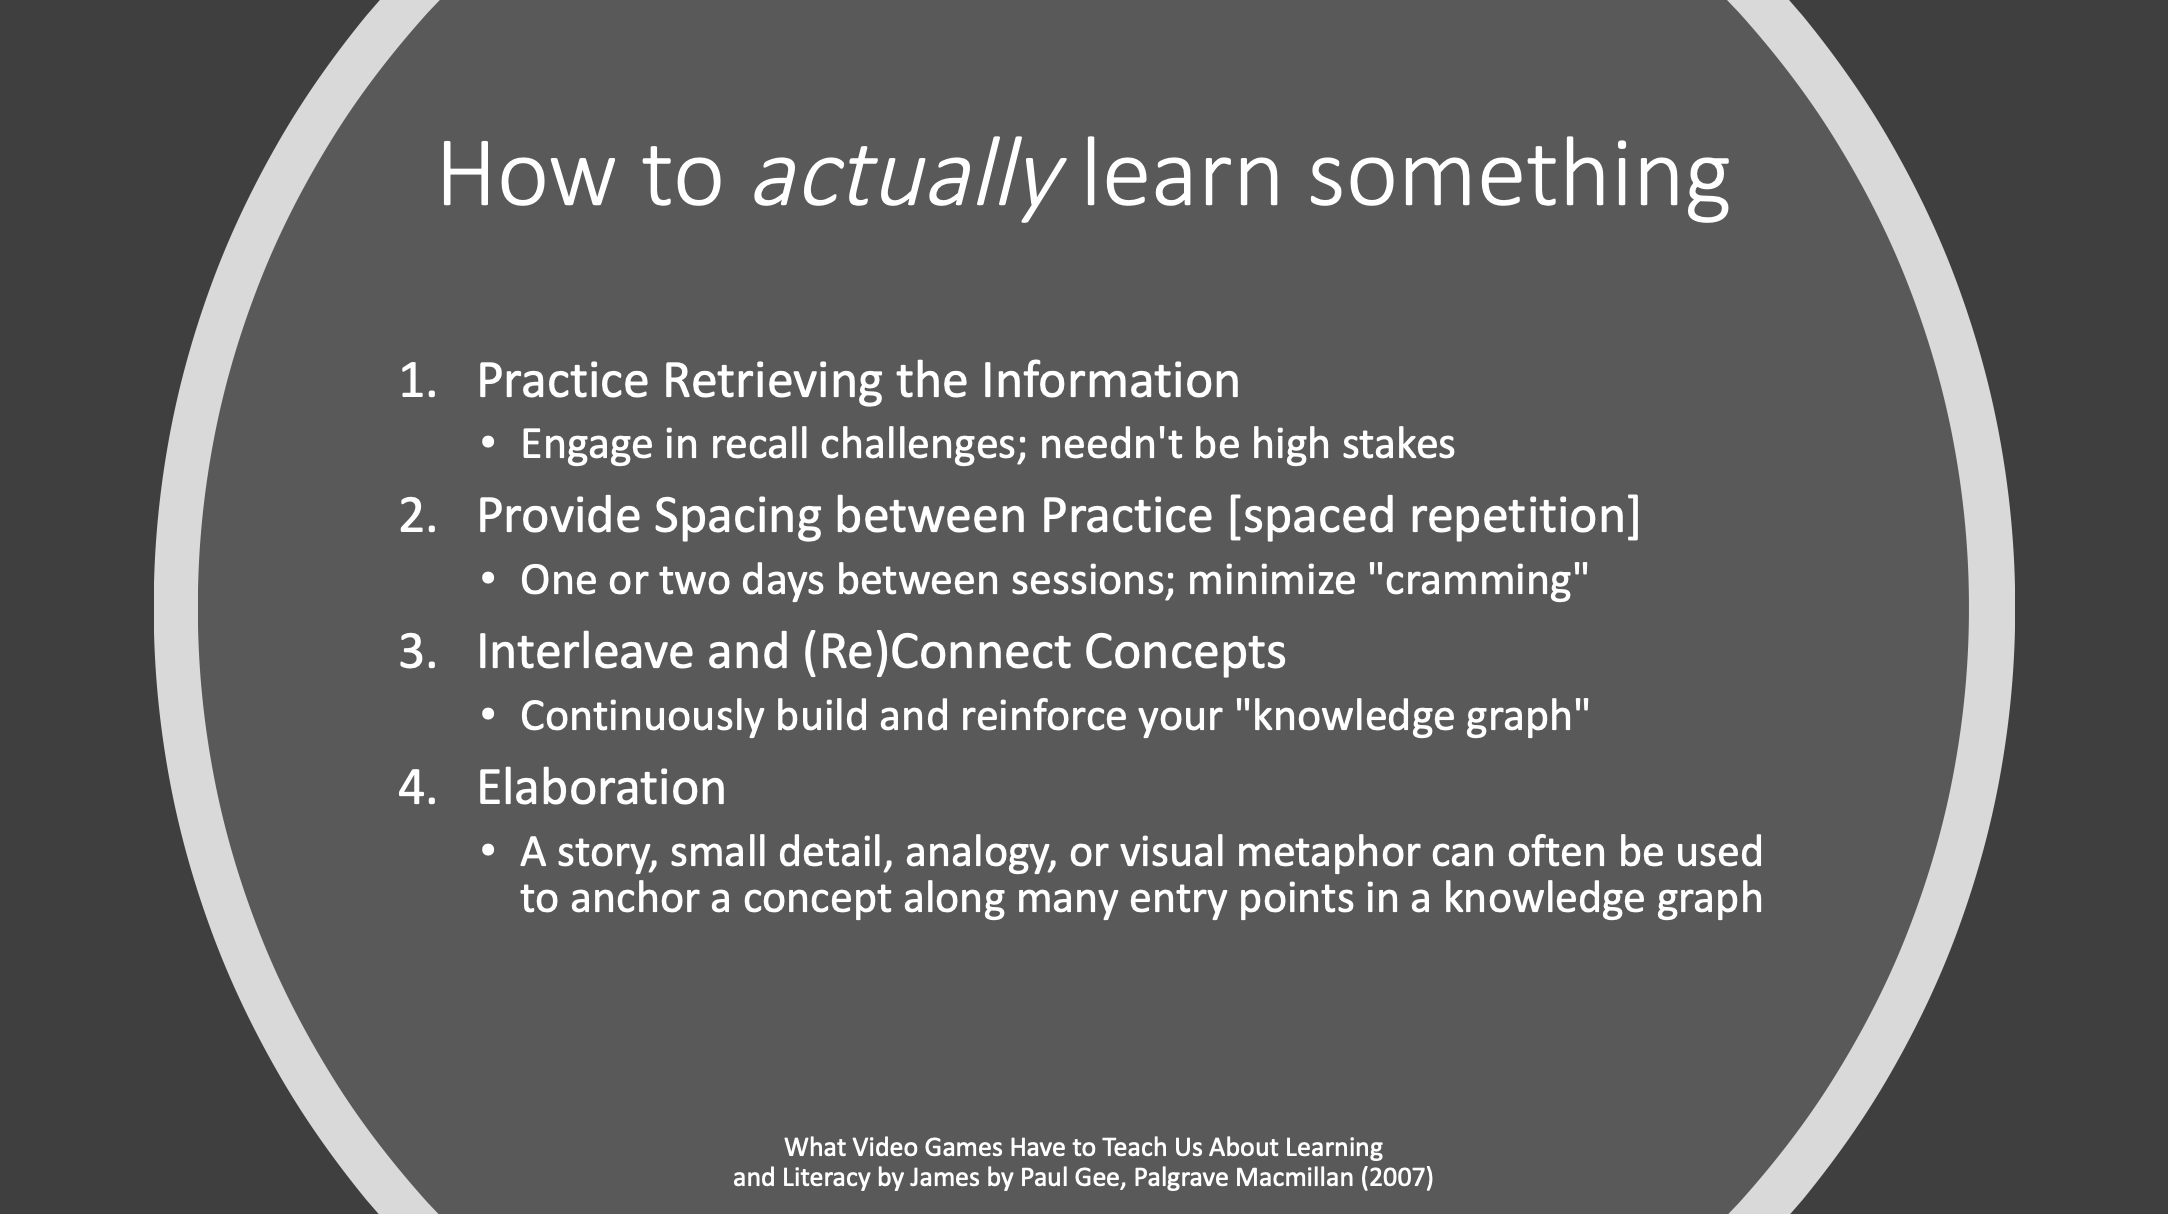 How to actually learn something
1. Practice Retrieving the Information
• Engage in recall challenges; needn't be high stakes
2. Provide Spacing between Practice [spaced repetition]
• One or two days between sessions; minimize "cramming"
3. Interleave and (Re)Connect Concepts
• Continuously build and reinforce your "knowledge graph"
4. Elaboration
• A story, small detail, analogy, or visual metaphor can often be used
to anchor a concept along many entry points in a knowledge graph
What Video Games Have to Teach Us About Learning
and Literacy by James by Paul Gee, Palgrave Macmillan (2007)